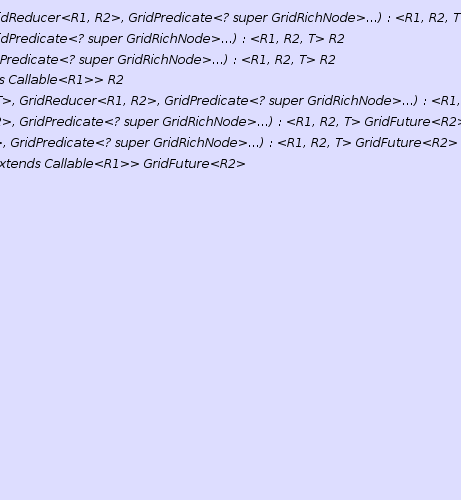 dReducer<R1, R2>, GridPredicate<? super GridRichNode>...) : <R1, R2, T
dPredicate<? super GridRichNode>...) : <R1, R2, T> R2
Predicate<? super GridRichNode>...) : <R1, R2, T> R2
s Callable<R1>> R2
T>, GridReducer<R1, R2>, GridPredicate<? super GridRichNode>...) : <R1,
>, GridPredicate<? super GridRichNode>...) : <R1, R2, T> GridFuture<R2>
>, GridPredicate<? super GridRichNode>...) : <R1, R2, T> GridFuture<R2>
xtends Callable<R1>> GridFuture<R2>